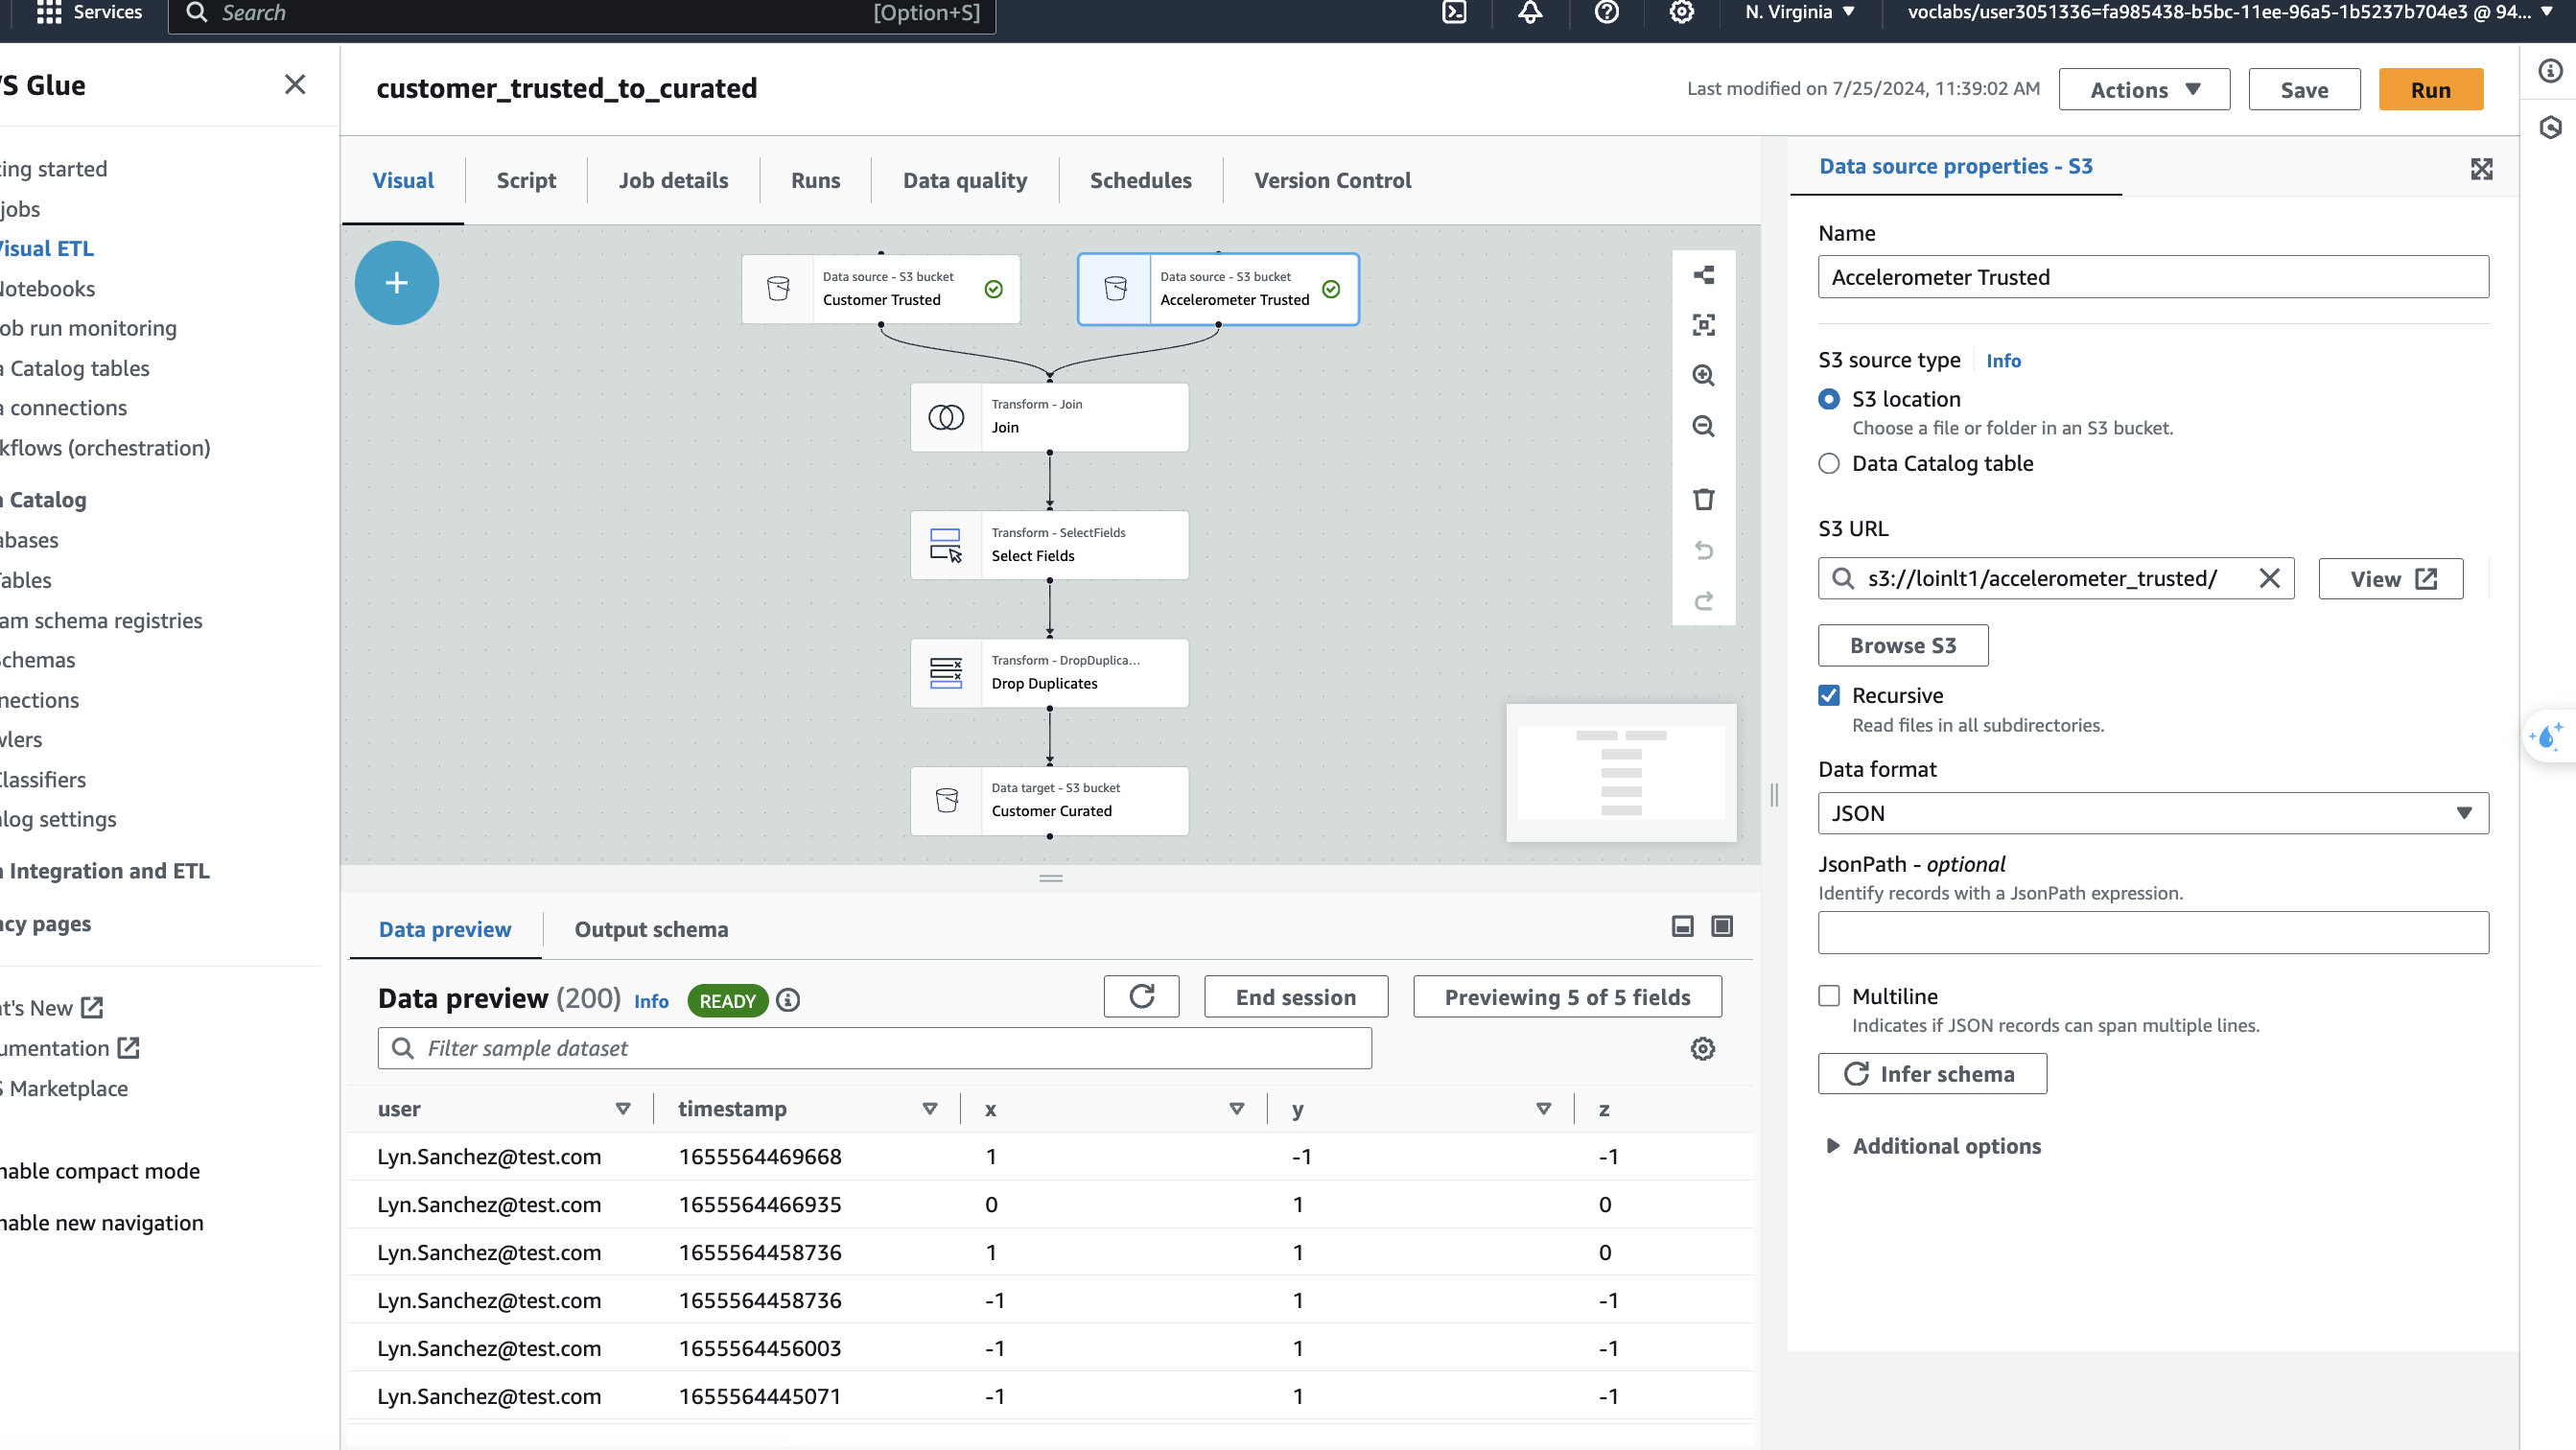 Services
Search
[Option+S]
N. Virginia
voclabs/user3051336=fa985438-b5bc-11ee-96a5-1b5237b704e3 @ 94...
/S Glue
ing started
jobs
Visual ETL
Notebooks
ob run monitoring
a Catalog tables
a connections
kflows (orchestration)
a Catalog
abases
Tables
am schema registries
Schemas
nections
wlers
Classifiers
log settings
a Integration and ETL
acy pages
t's New
umentation
S Marketplace
nable compact mode
nable new navigation
customer_trusted_to_curated
Last modified on 7/25/2024, 11:39:02 AM
Actions
Save
Run
Visual
Script
Job details
Runs
Data quality
Schedules
Version Control
Data source - S3 bucket
Customer Trusted
Data source - S3 bucket
Accelerometer Trusted
Transform - Join
Join
Transform - SelectFields
Select Fields
Transform - DropDuplica...
Drop Duplicates
Data target - S3 bucket
Customer Curated
Data preview
Output schema
Data preview (200) Info READY
End session
Previewing 5 of 5 fields
Filter sample dataset
user timestamp x y z
Lyn.Sanchez@test.com 1655564469668 1 -1 -1
Lyn.Sanchez@test.com 1655564466935 0 1 0
Lyn.Sanchez@test.com 1655564458736 1 1 0
Lyn.Sanchez@test.com 1655564458736 -1 1 -1
Lyn.Sanchez@test.com 1655564456003 -1 1 -1
Lyn.Sanchez@test.com 1655564445071 -1 1 -1
Data source properties - S3
Name
Accelerometer Trusted
S3 source type Info
S3 location
Choose a file or folder in an S3 bucket.
Data Catalog table
S3 URL
s3://loinlt1/accelerometer_trusted/
View
Browse S3
Recursive
Read files in all subdirectories.
Data format
JSON
JsonPath - optional
Identify records with a JsonPath expression.
Multiline
Indicates if JSON records can span multiple lines.
Infer schema
Additional options